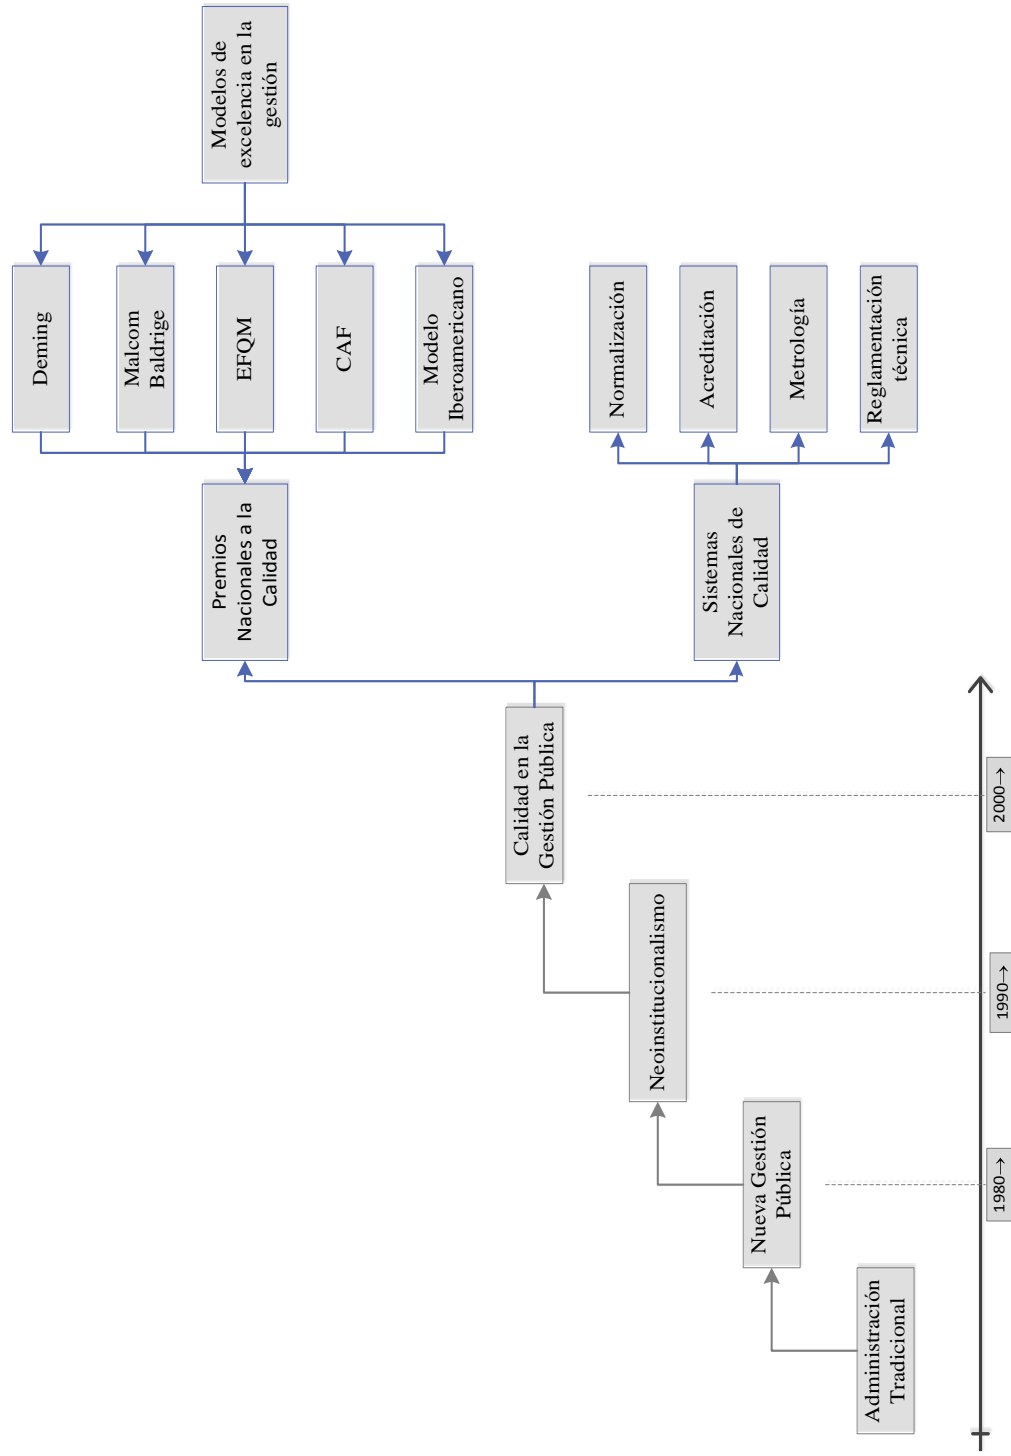 Administración
Tradicional
Nueva Gestión
Pública
Neoinstitucionalismo
Calidad en la
Gestión Pública
Premios
Nacionales a la
Calidad
Sistemas
Nacionales de
Calidad
Deming
Malcom
Baldrige
EFQM
CAF
Modelo
Iberoamericano
Normalización
Acreditación
Metrología
Reglamentación
técnica
Modelos de
excelencia en la
gestión
1980→
1990→
2000→